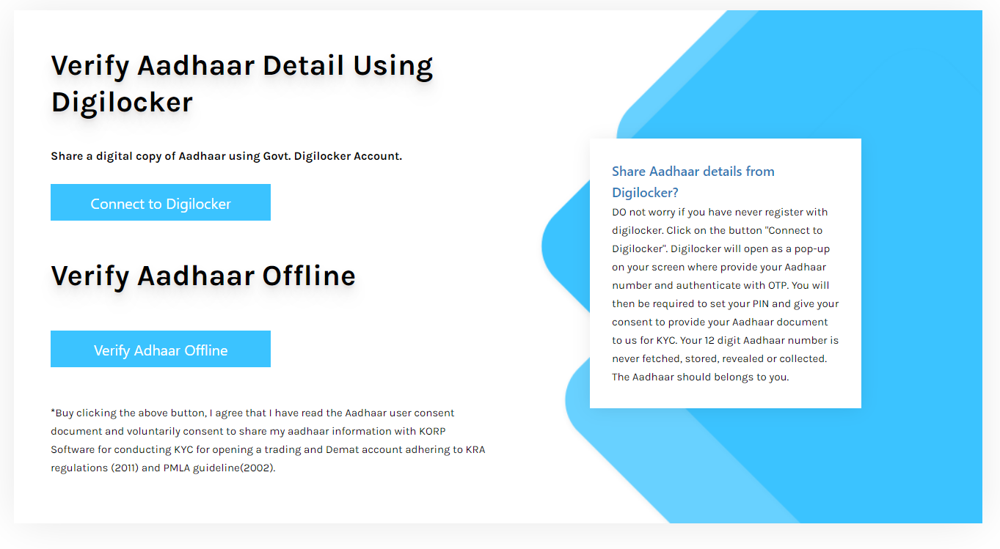 Verify Aadhaar Detail Using
Digilocker
Share a digital copy of Aadhaar using Govt. Digilocker Account.
Connect to Digilocker
Verify Aadhaar Offline
Verify Adhaar Offline
*Buy clicking the above button, I agree that I have read the Aadhaar user consent
document and voluntarily consent to share my aadhaar information with KORP
Software for conducting KYC for opening a trading and Demat account adhering to KRA
regulations (2011) and PMLA guideline(2002).
Share Aadhaar details from
Digilocker?
DO not worry if you have never register with
digilocker. Click on the button "Connect to
Digilocker". Digilocker will open as a pop-up
on your screen where provide your Aadhaar
number and authenticate with OTP. You will
then be required to set your PIN and give your
consent to provide your Aadhaar document
to us for KYC. Your 12 digit Aadhaar number is
never fetched, stored, revealed or collected.
The Aadhaar should belongs to you.